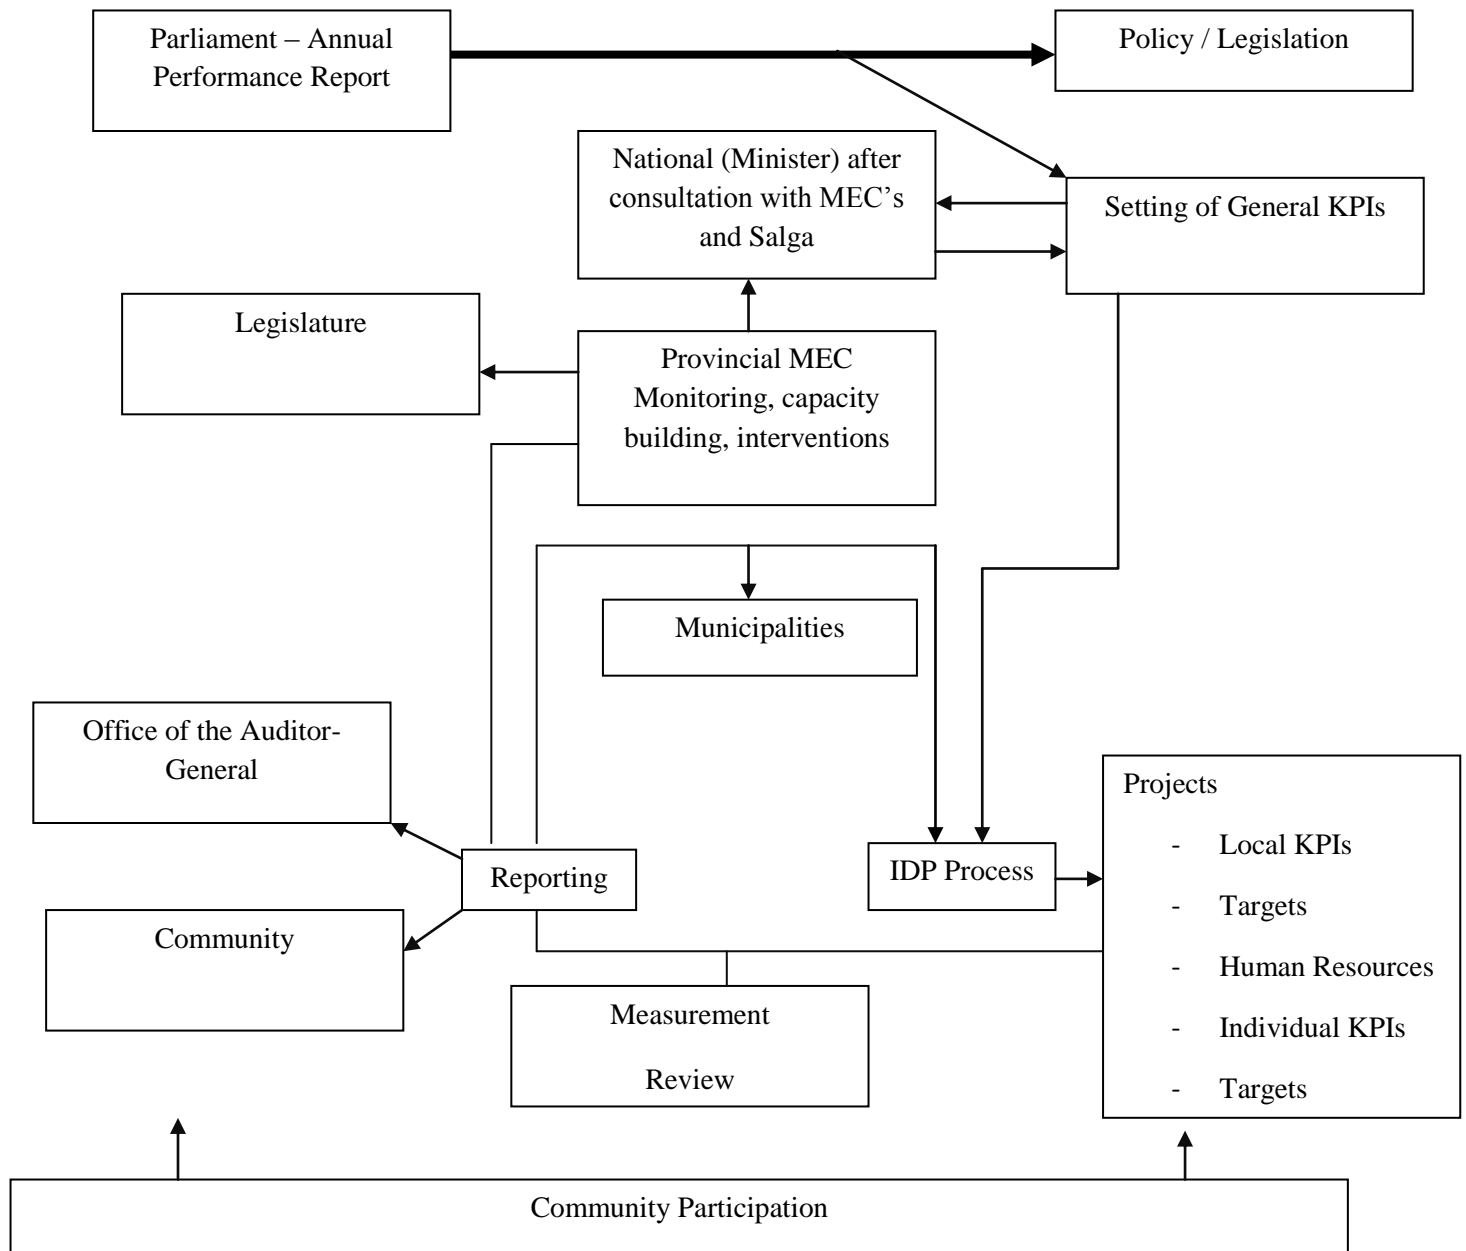 Parliament – Annual
Performance Report
Policy / Legislation
National (Minister) after
consultation with MEC’s
and Salga
Setting of General KPIs
Legislature
Provincial MEC
Monitoring, capacity
building, interventions
Municipalities
Office of the Auditor-
General
Projects
- Local KPIs
- Targets
- Human Resources
- Individual KPIs
- Targets
Reporting
IDP Process
Community
Measurement
Review
Community Participation